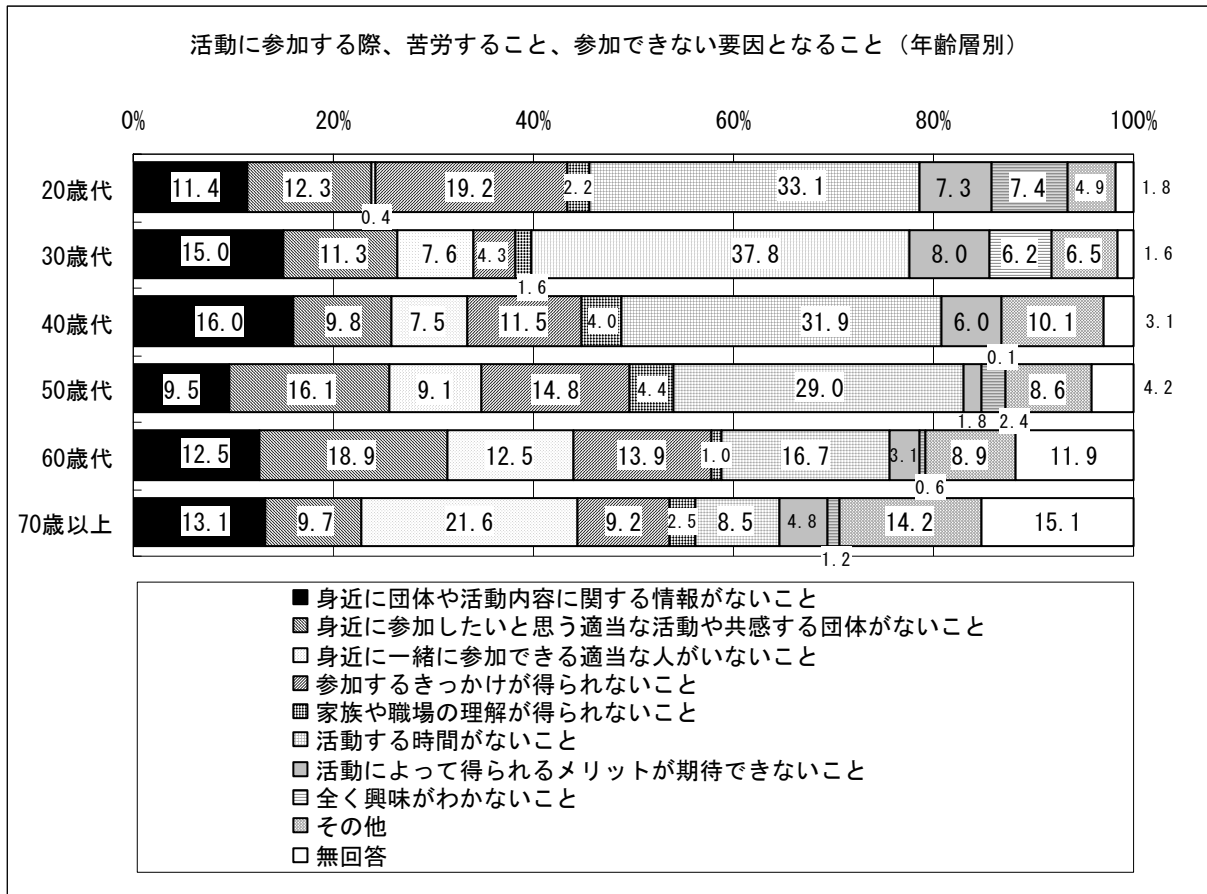 活動に参加する際、苦労すること、参加できない要因となること（年齢層別）
0% 20% 40% 60% 80% 100%
20歳代 11.4 12.3 0.4 19.2 2.2 33.1 7.3 7.4 4.9 1.8
30歳代 15.0 11.3 7.6 4.3 1.6 37.8 8.0 6.2 6.5 1.6
40歳代 16.0 9.8 7.5 11.5 4.0 31.9 6.0 0.1 10.1 3.1
50歳代 9.5 16.1 9.1 14.8 4.4 29.0 1.8 2.4 8.6 4.2
60歳代 12.5 18.9 12.5 13.9 1.0 16.7 3.1 0.6 8.9 11.9
70歳以上 13.1 9.7 21.6 9.2 2.5 8.5 4.8 1.2 14.2 15.1
身近に団体や活動内容に関する情報がないこと
身近に参加したいと思う適当な活動や共感する団体がないこと
身近に一緒に参加できる適当な人がいないこと
参加するきっかけが得られないこと
家族や職場の理解が得られないこと
活動する時間がないこと
活動によって得られるメリットが期待できないこと
全く興味がわかないこと
その他
無回答